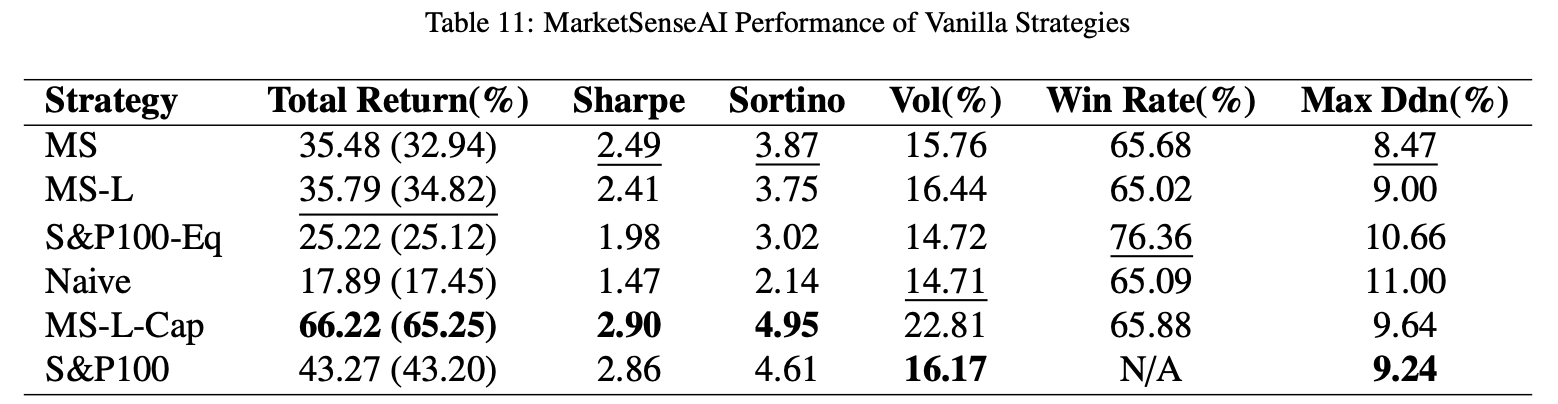 Table 11: MarketSenseAI Performance of Vanilla Strategies
Strategy Total Return(%) Sharpe Sortino Vol(%) Win Rate(%) Max Ddn(%)
MS 35.48 (32.94) 2.49 3.87 15.76 65.68 8.47
MS-L 35.79 (34.82) 2.41 3.75 16.44 65.02 9.00
S&P100-Eq 25.22 (25.12) 1.98 3.02 14.72 76.36 10.66
Naive 17.89 (17.45) 1.47 2.14 14.71 65.09 11.00
MS-L-Cap 66.22 (65.25) 2.90 4.95 22.81 65.88 9.64
S&P100 43.27 (43.20) 2.86 4.61 16.17 N/A 9.24